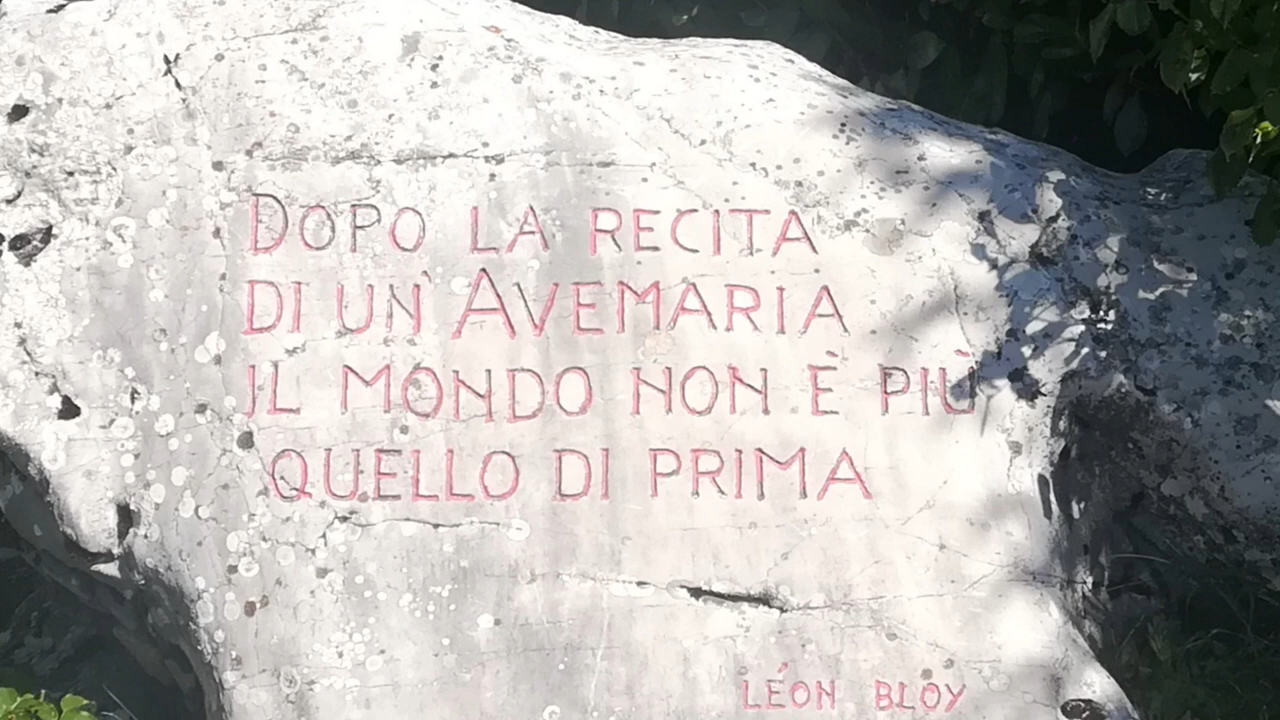 DOPO LA RECITA
DI UN' AVEMARIA
IL MONDO NON È PIÙ
QUELLO DI PRIMA
LÉON BLOY